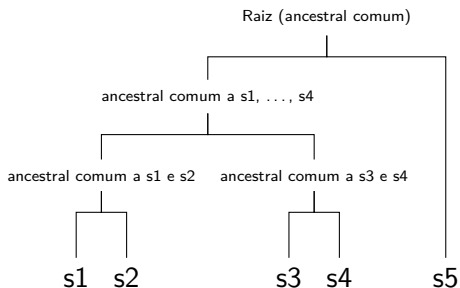 Raiz (ancestral comum)
ancestral comum a s1, . . . , s4
ancestral comum a s1 e s2
ancestral comum a s3 e s4
s1
s2
s3
s4
s5